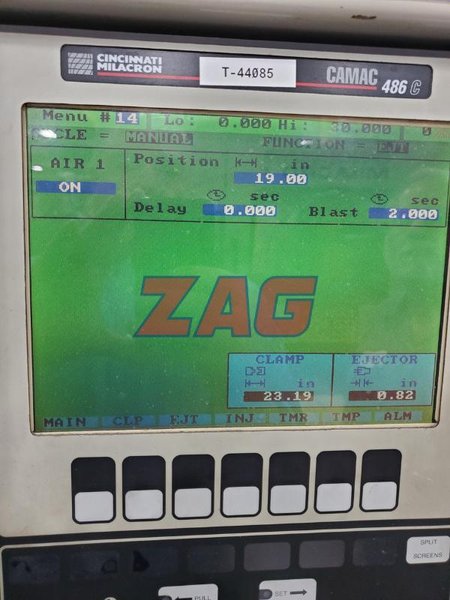 CINCINNATI
MILACRON
T-44085
CAMAC
486 C
Menu # 14 Lo: 0.000 Hi: 30.000 0
CYCLE = MANUAL FUNCTION = EJT
AIR 1
ON
Position in
19.00
sec sec
Delay 0.000 Blast 2.000
ZAG
CLAMP EJECTOR
in in
23.19 0.82
MAIN CLP EJT INJ TMR TMP ALM
SPLIT
SCREENS
PULL SET